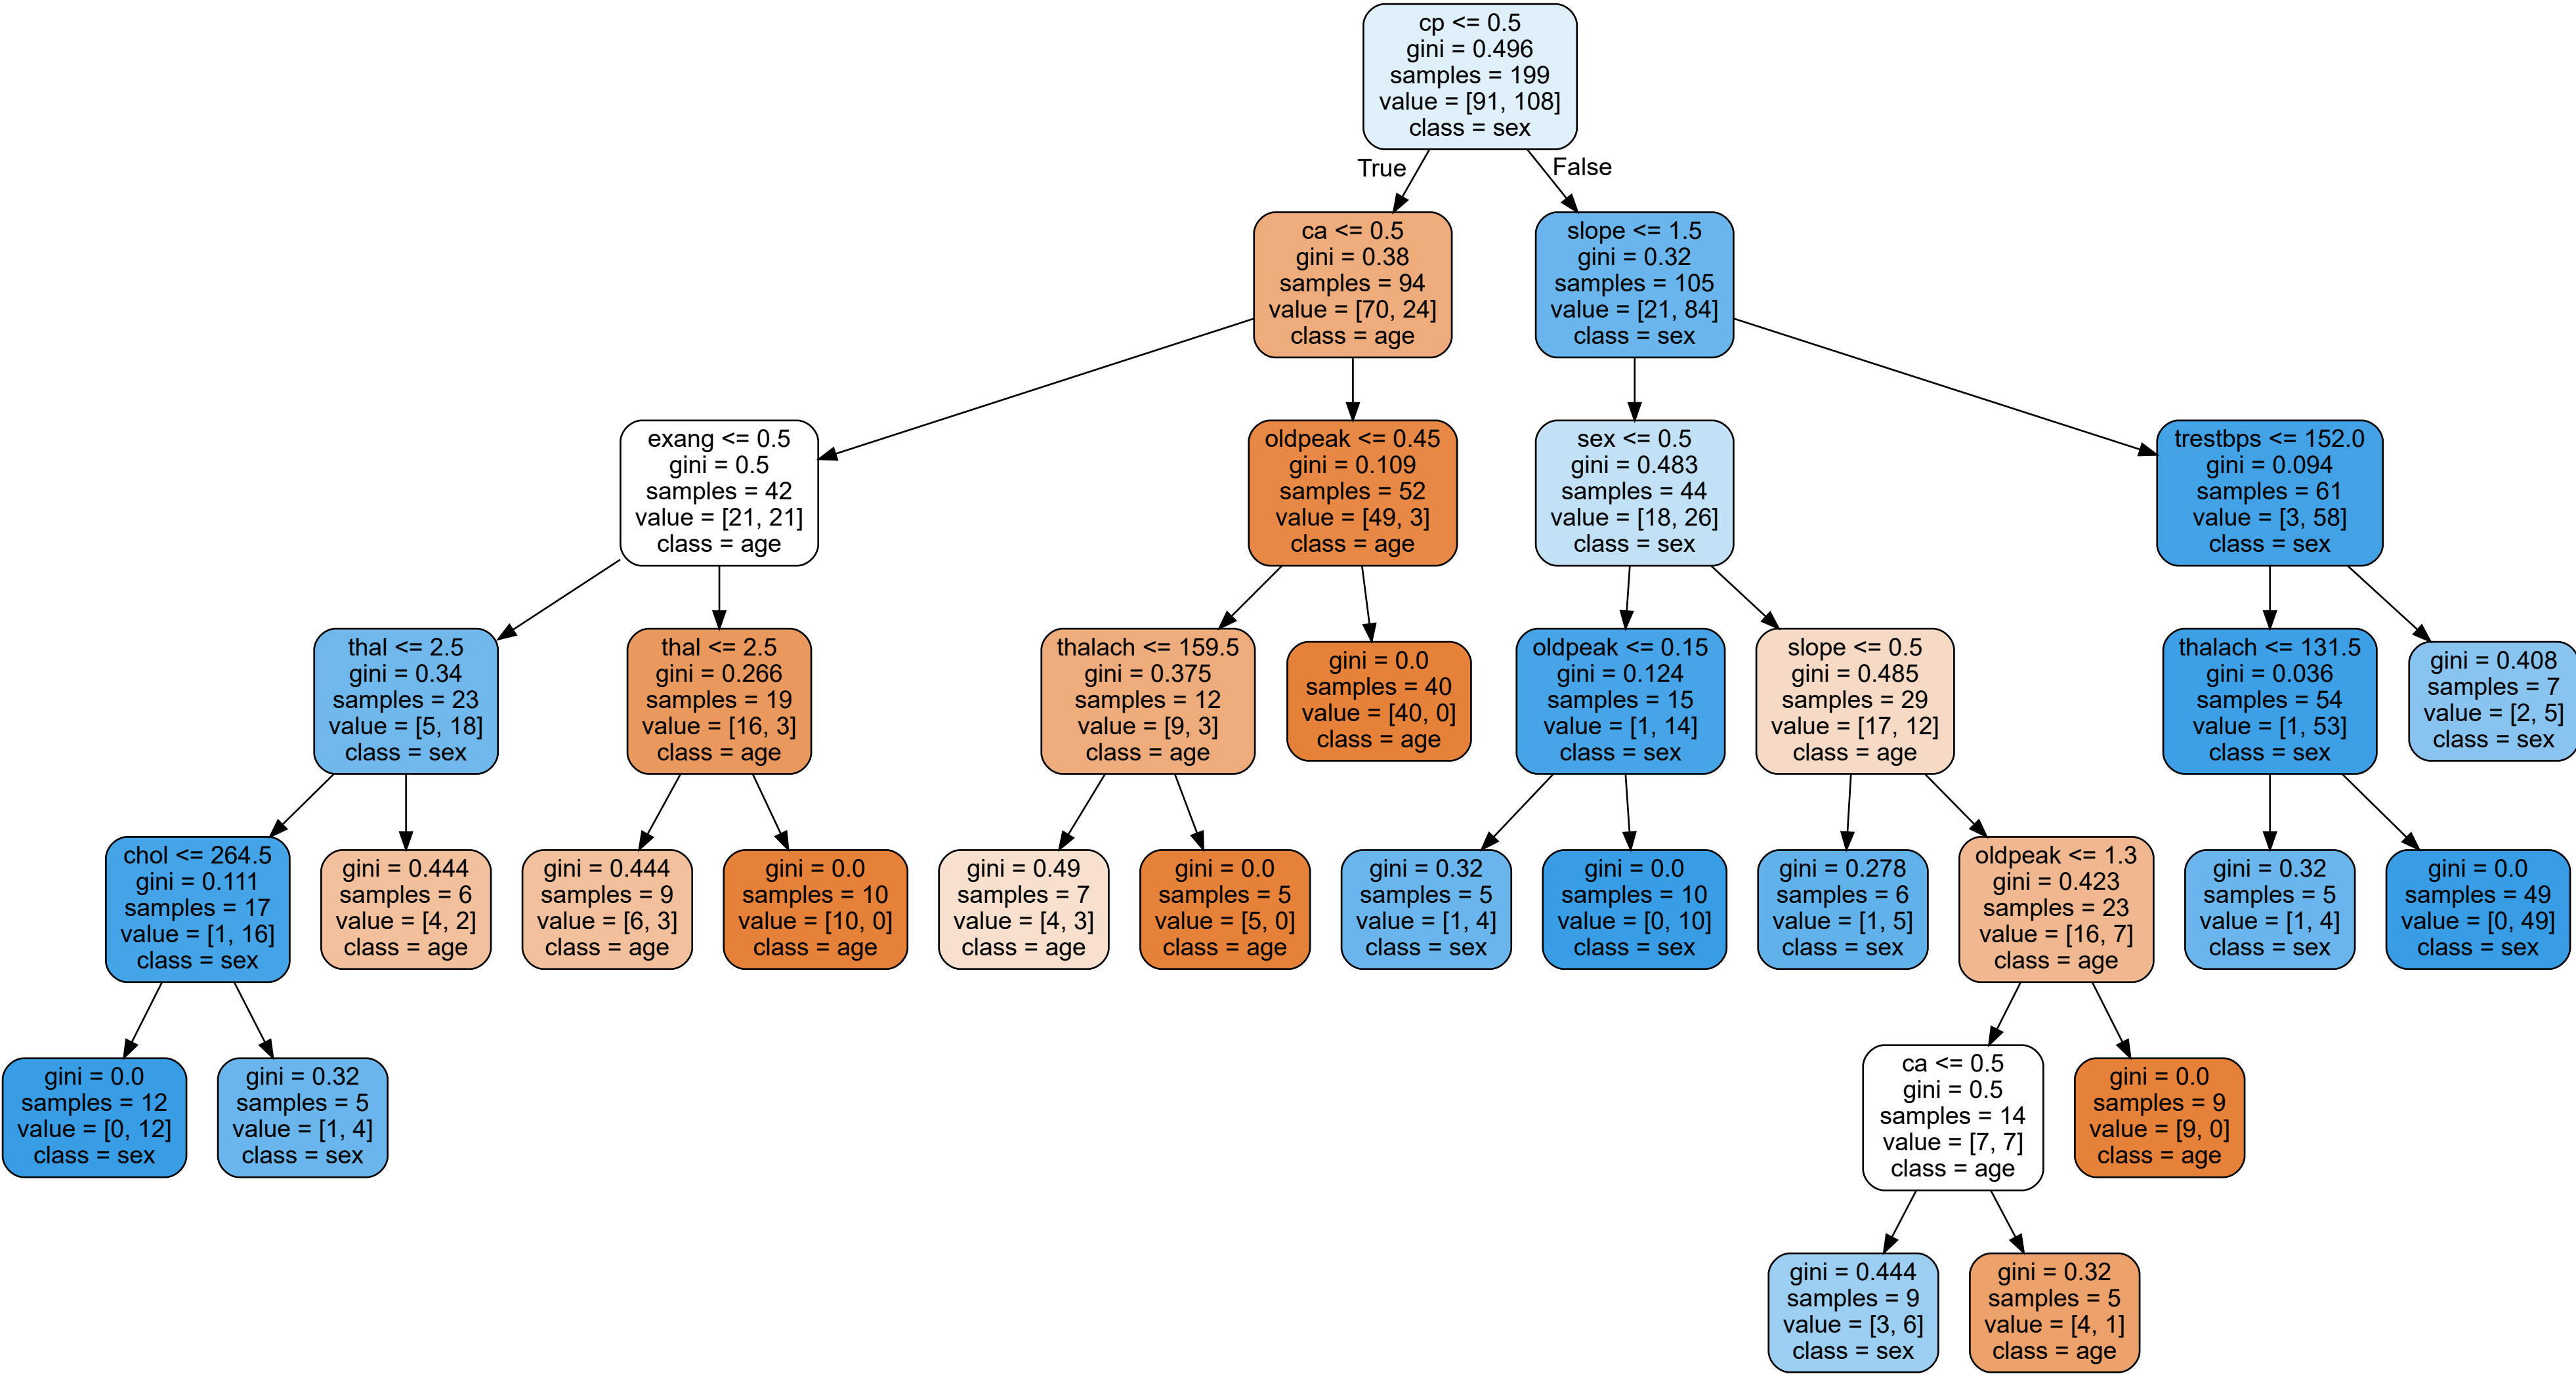 cp <= 0.5
gini = 0.496
samples = 199
value = [91, 108]
class = sex
True
False
ca <= 0.5
gini = 0.38
samples = 94
value = [70, 24]
class = age
slope <= 1.5
gini = 0.32
samples = 105
value = [21, 84]
class = sex
exang <= 0.5
gini = 0.5
samples = 42
value = [21, 21]
class = age
oldpeak <= 0.45
gini = 0.109
samples = 52
value = [49, 3]
class = age
sex <= 0.5
gini = 0.483
samples = 44
value = [18, 26]
class = sex
trestbps <= 152.0
gini = 0.094
samples = 61
value = [3, 58]
class = sex
thal <= 2.5
gini = 0.34
samples = 23
value = [5, 18]
class = sex
thal <= 2.5
gini = 0.266
samples = 19
value = [16, 3]
class = age
thalach <= 159.5
gini = 0.375
samples = 12
value = [9, 3]
class = age
gini = 0.0
samples = 40
value = [40, 0]
class = age
oldpeak <= 0.15
gini = 0.124
samples = 15
value = [1, 14]
class = sex
slope <= 0.5
gini = 0.485
samples = 29
value = [17, 12]
class = age
thalach <= 131.5
gini = 0.036
samples = 54
value = [1, 53]
class = sex
gini = 0.408
samples = 7
value = [2, 5]
class = sex
chol <= 264.5
gini = 0.111
samples = 17
value = [1, 16]
class = sex
gini = 0.444
samples = 6
value = [4, 2]
class = age
gini = 0.444
samples = 9
value = [6, 3]
class = age
gini = 0.0
samples = 10
value = [10, 0]
class = age
gini = 0.49
samples = 7
value = [4, 3]
class = age
gini = 0.0
samples = 5
value = [5, 0]
class = age
gini = 0.32
samples = 5
value = [1, 4]
class = sex
gini = 0.0
samples = 10
value = [0, 10]
class = sex
gini = 0.278
samples = 6
value = [1, 5]
class = sex
oldpeak <= 1.3
gini = 0.423
samples = 23
value = [16, 7]
class = age
gini = 0.32
samples = 5
value = [1, 4]
class = sex
gini = 0.0
samples = 49
value = [0, 49]
class = sex
gini = 0.0
samples = 12
value = [0, 12]
class = sex
gini = 0.32
samples = 5
value = [1, 4]
class = sex
ca <= 0.5
gini = 0.5
samples = 14
value = [7, 7]
class = age
gini = 0.0
samples = 9
value = [9, 0]
class = age
gini = 0.444
samples = 9
value = [3, 6]
class = sex
gini = 0.32
samples = 5
value = [4, 1]
class = age